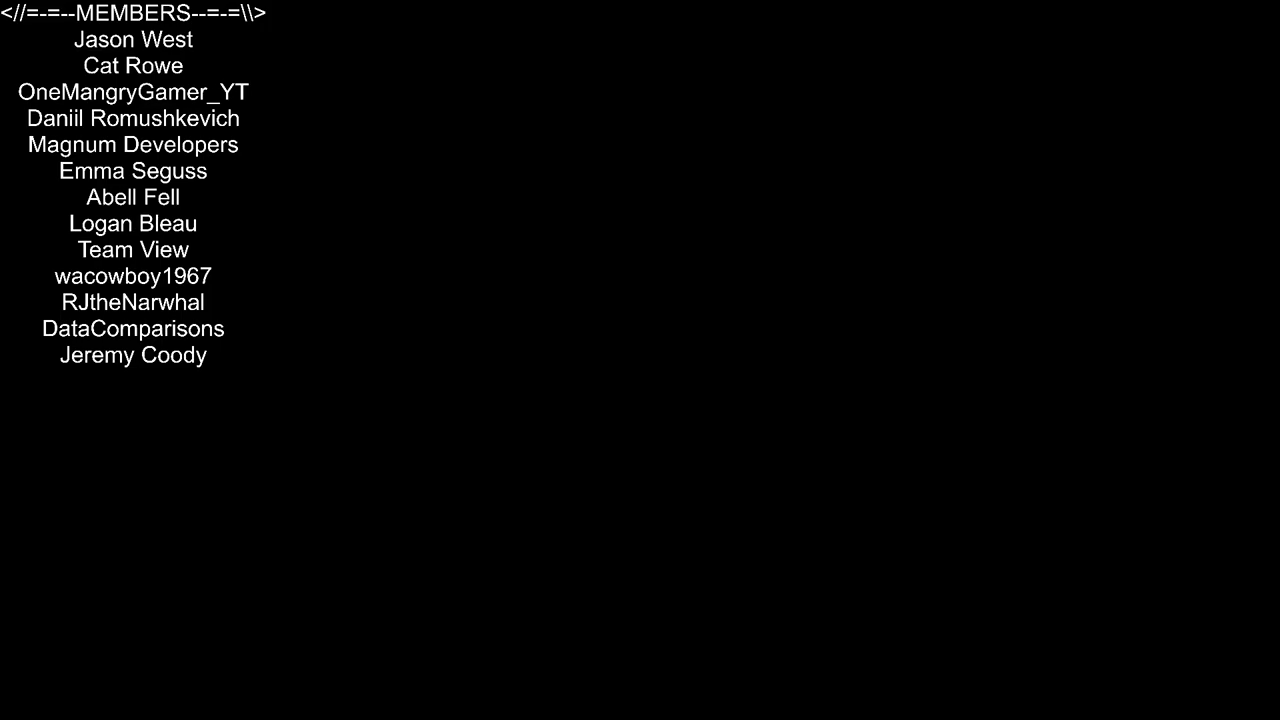 <//=-=--MEMBERS--=-=\\>
Jason West
Cat Rowe
OneMangryGamer_YT
Daniil Romushkevich
Magnum Developers
Emma Seguss
Abell Fell
Logan Bleau
Team View
wacowboy1967
RJtheNarwhal
DataComparisons
Jeremy Coody